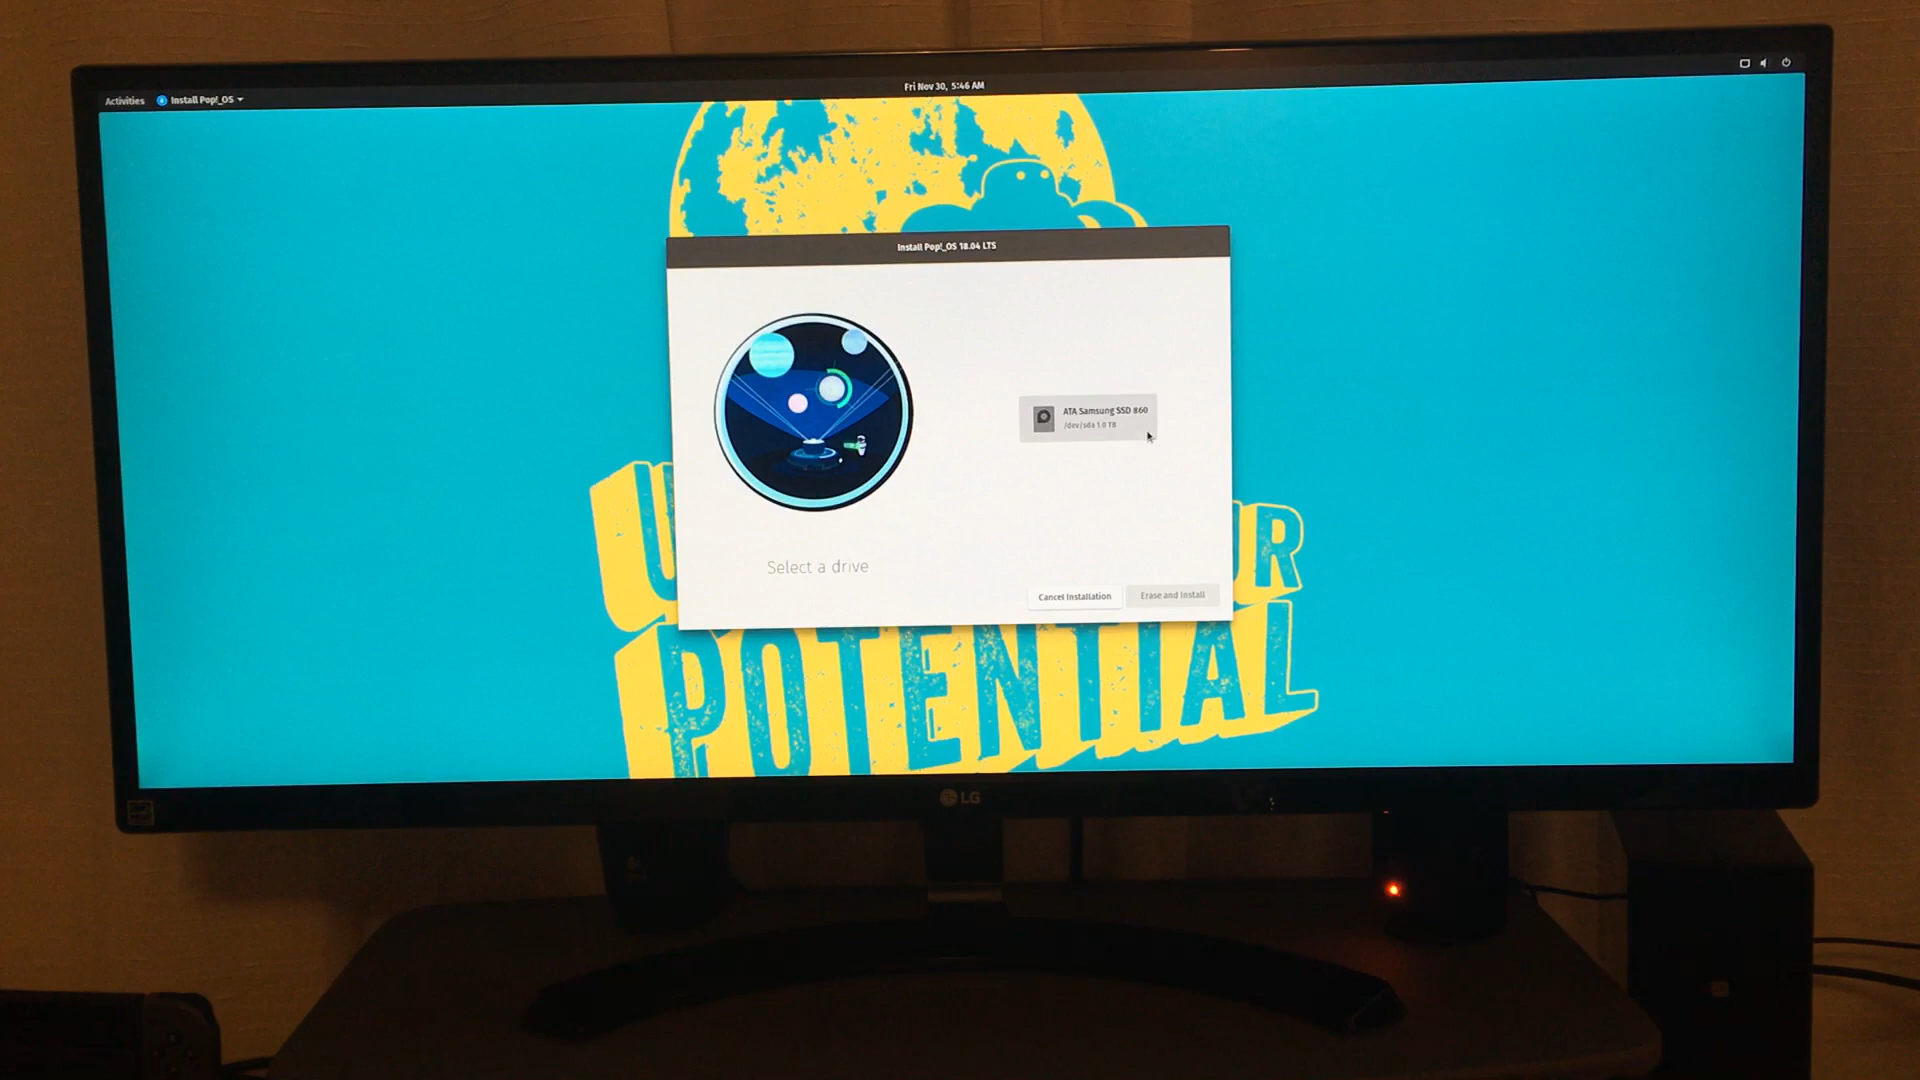 Activities
Install Pop!_OS
Fri Nov 30, 5:46 AM
Install Pop!_OS 18.04 LTS
ATA Samsung SSD 860
/dev/sda 1.0 TB
Select a drive
Cancel Installation
Erase and Install
U
UR
POTENTIAL
LG